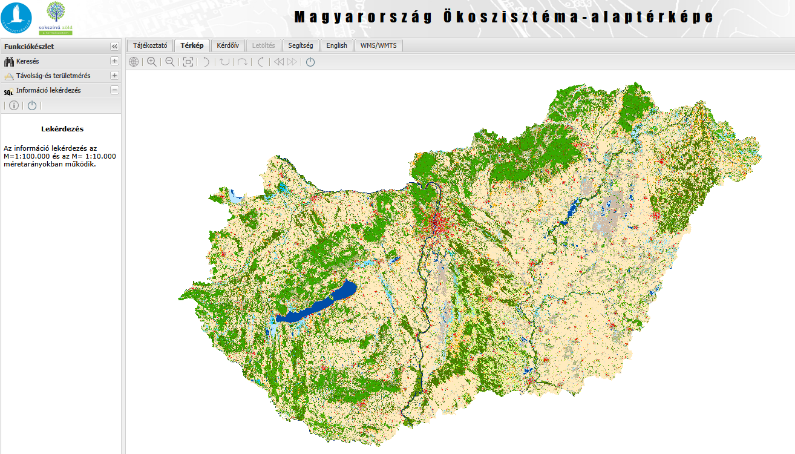 Magyarország Ökoszisztéma-alaptérképe
Funkciókészlet
Tájékoztató
Térkép
Kérdőív
Letöltés
Segítség
English
WMS/WMTS
Keresés
Távolság- és területmérés
SQL
Információ lekérdezés
Lekérdezés
Az információ lekérdezés az
M=1:100.000 és az M= 1:10.000
méretarányokban működik.